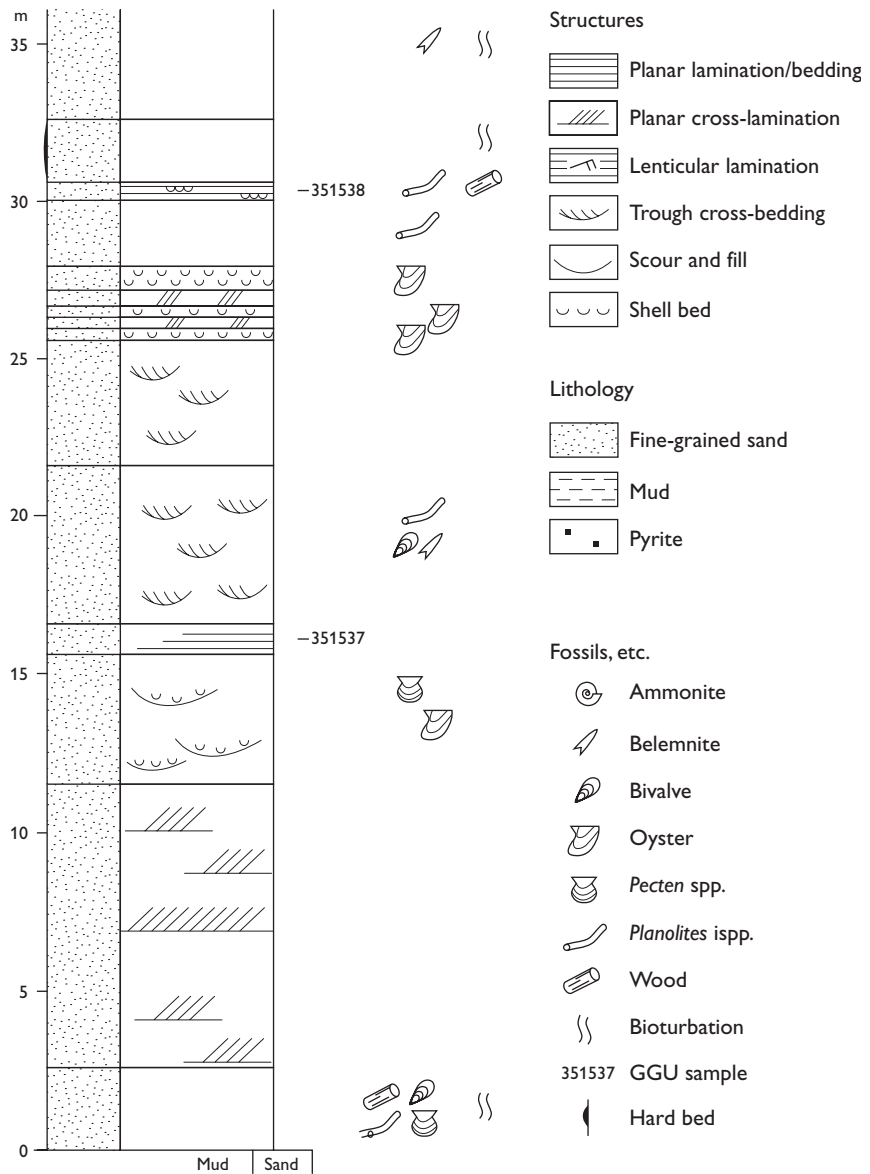 m
35
30
25
20
15
10
5
0
Mud
Sand
–351538
–351537
Structures
Planar lamination/bedding
Planar cross-lamination
Lenticular lamination
Trough cross-bedding
Scour and fill
Shell bed
Lithology
Fine-grained sand
Mud
Pyrite
Fossils, etc.
Ammonite
Belemnite
Bivalve
Oyster
Pecten spp.
Planolites ispp.
Wood
Bioturbation
351537 GGU sample
Hard bed